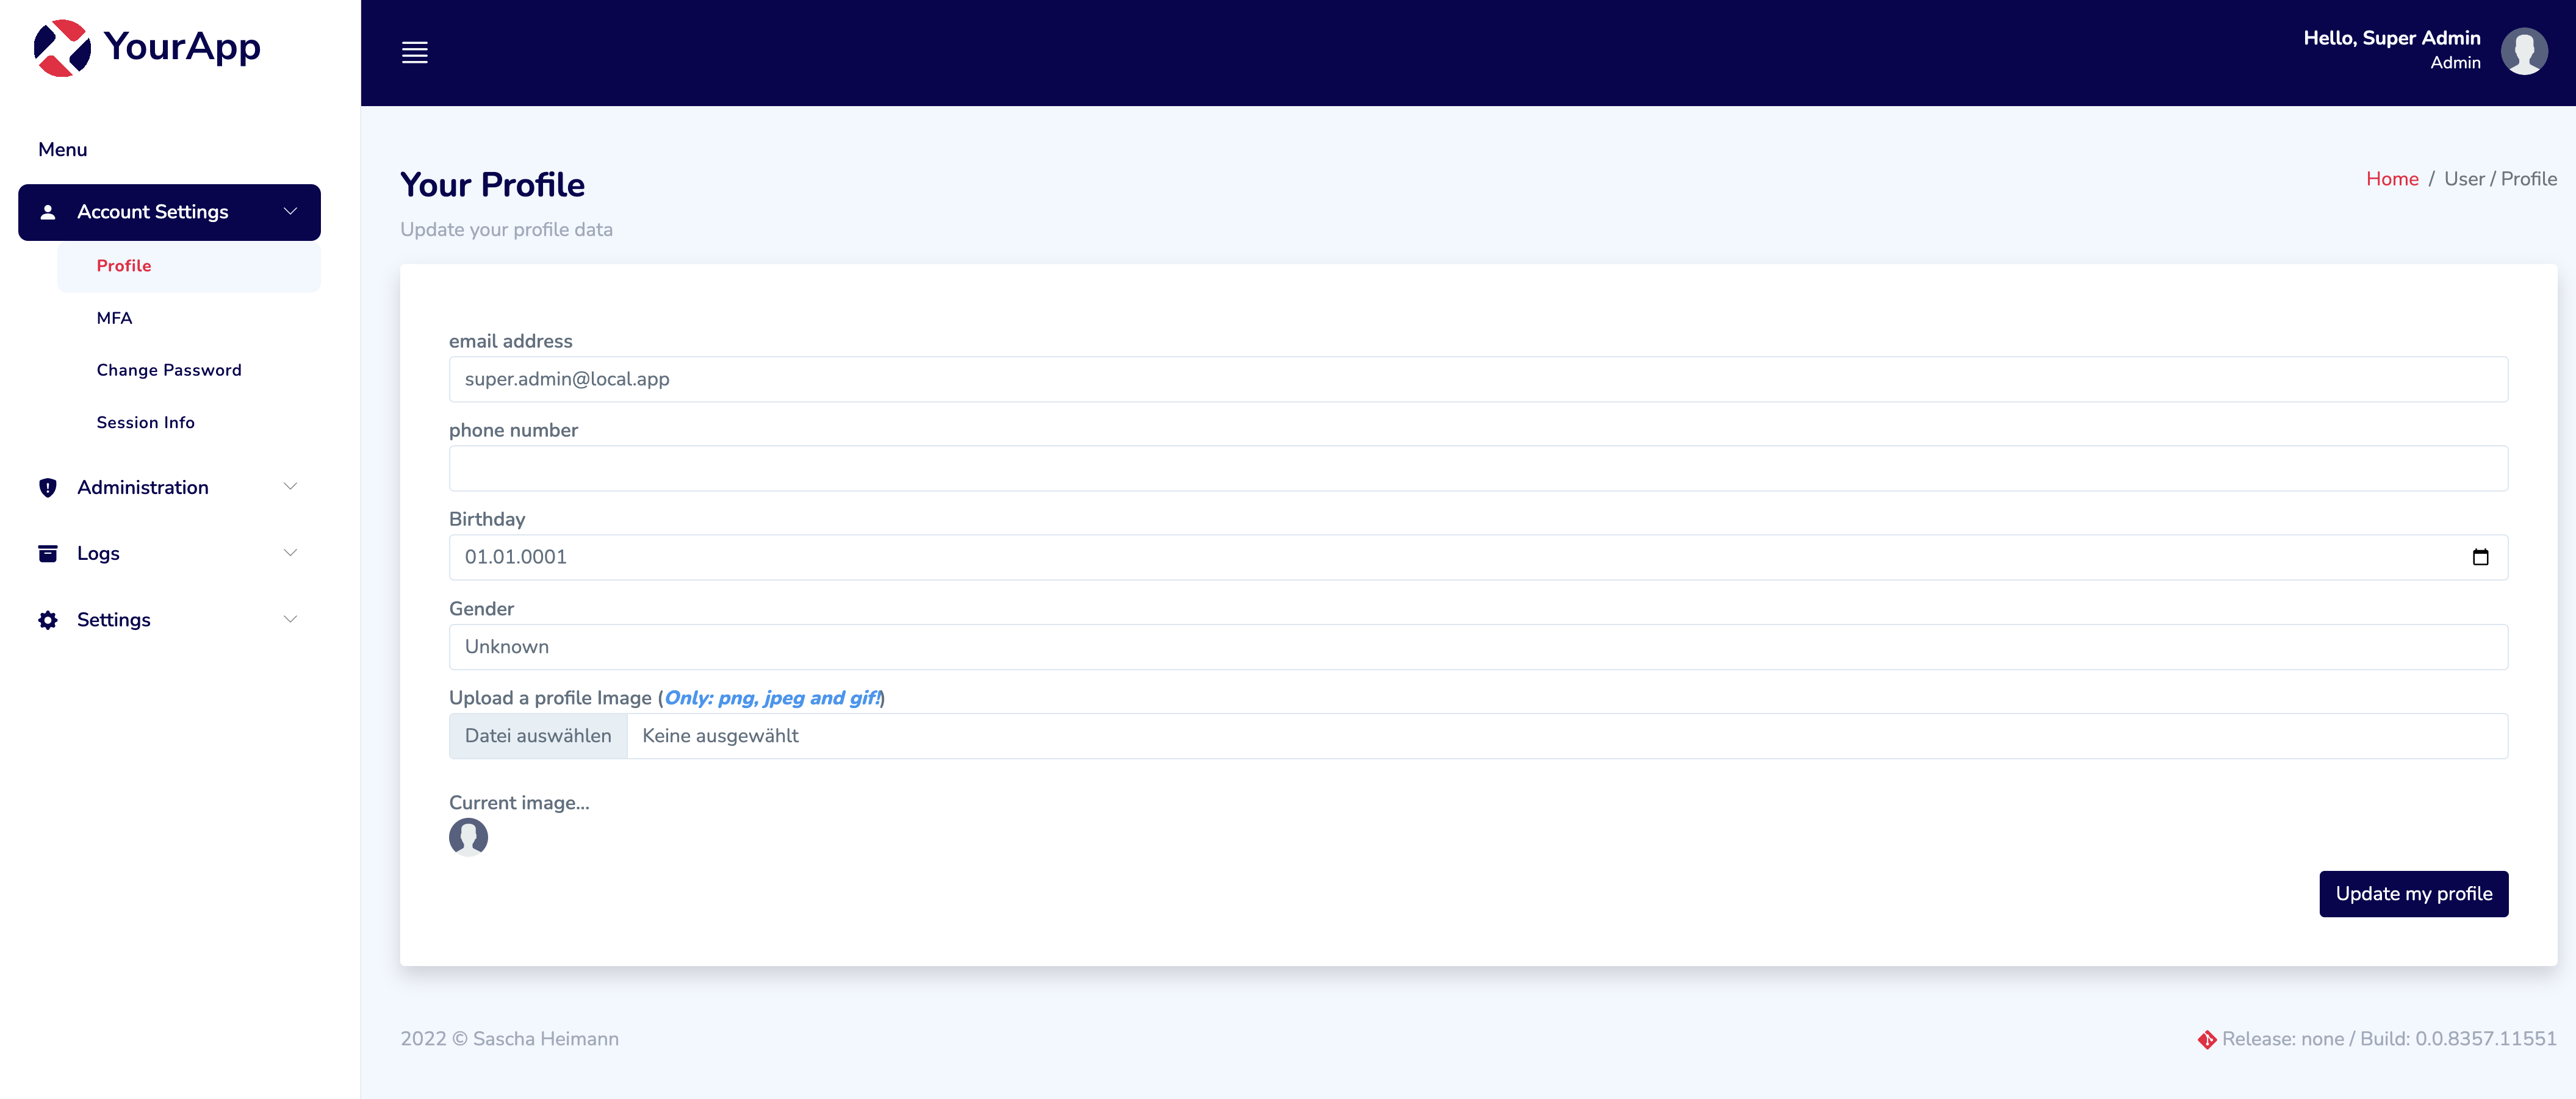 YourApp
Hello, Super Admin
Admin
Menu
Account Settings
Profile
MFA
Change Password
Session Info
Administration
Logs
Settings
Your Profile
Home / User / Profile
Update your profile data
email address
super.admin@local.app
phone number
Birthday
01.01.0001
Gender
Unknown
Upload a profile Image (Only: png, jpeg and gif!)
Datei auswählen Keine ausgewählt
Current image...
Update my profile
2022 © Sascha Heimann
Release: none / Build: 0.0.8357.11551